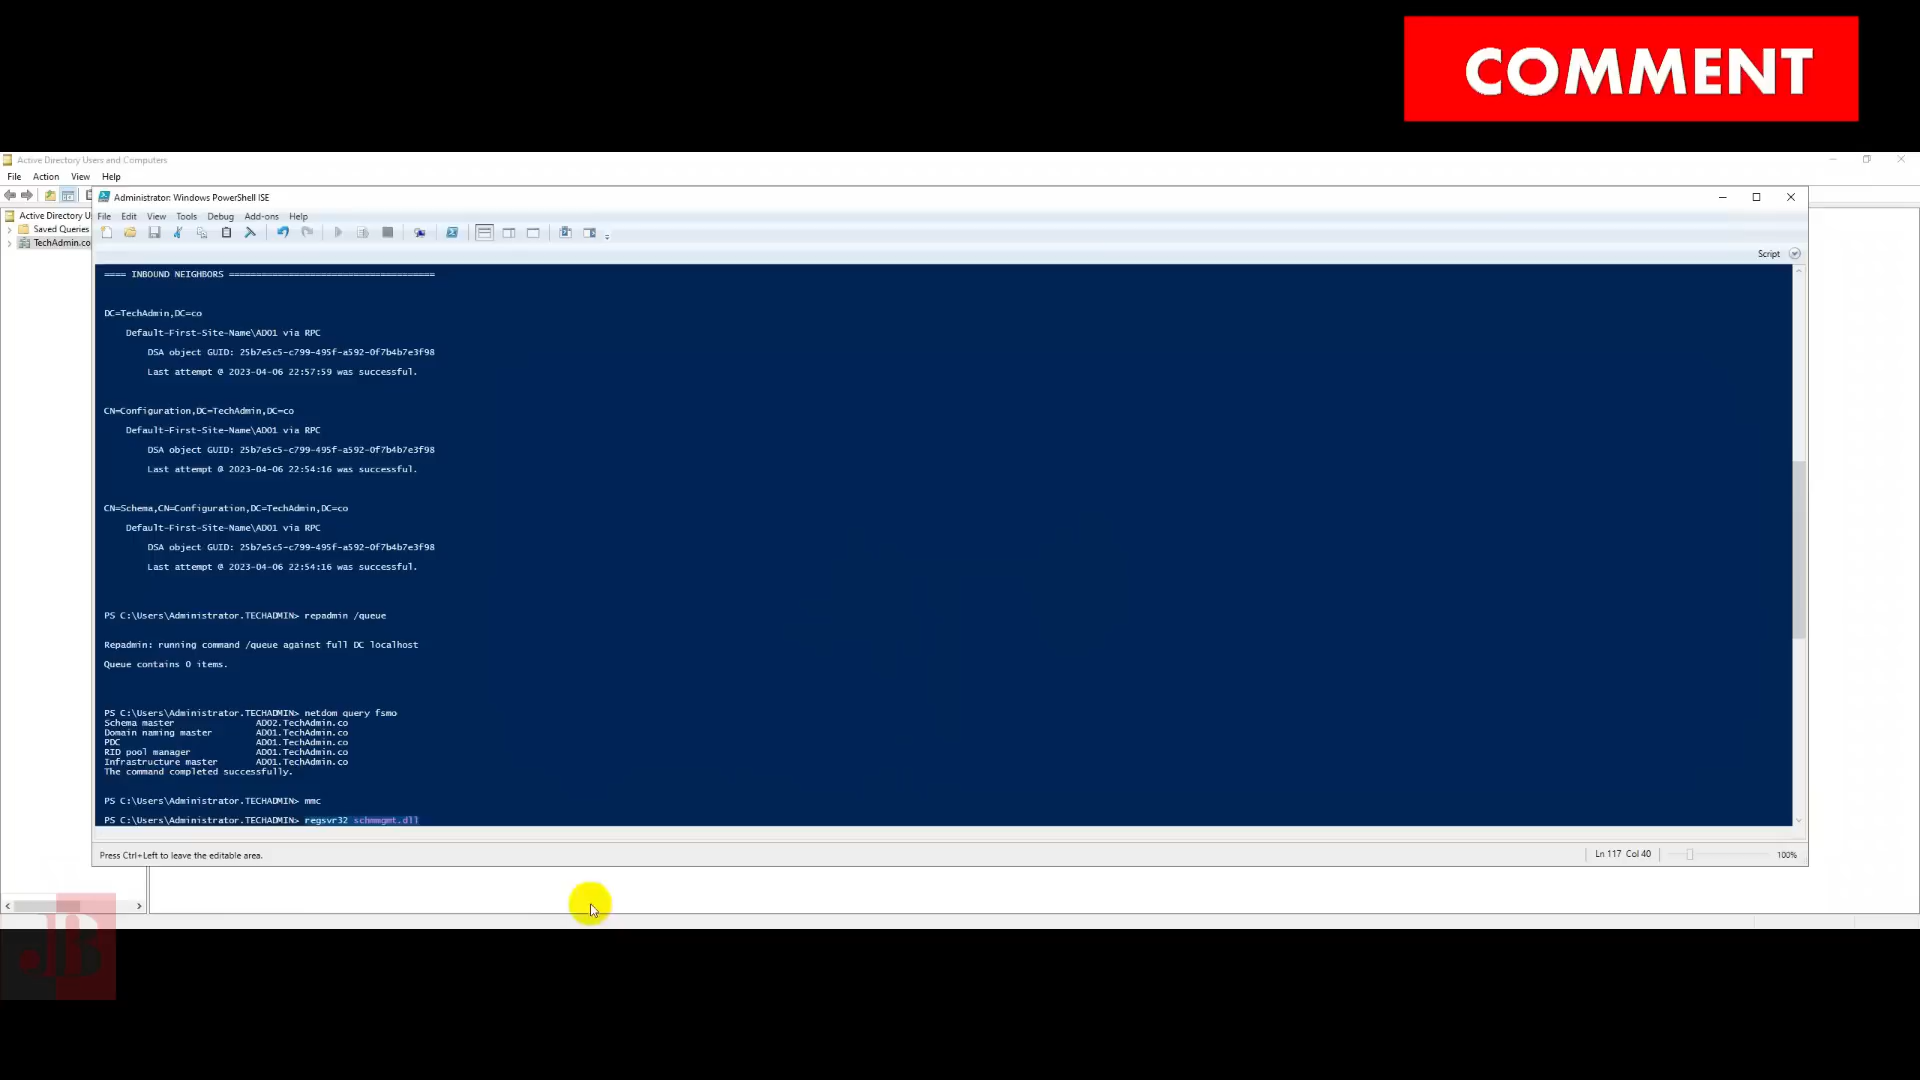 COMMENT
Active Directory Users and Computers
File Action View Help
Administrator: Windows PowerShell ISE
File Edit View Tools Debug Add-ons Help
Active Directory U
Saved Queries
TechAdmin.co
Script
==== INBOUND NEIGHBORS ======================================
DC=TechAdmin,DC=co
Default-First-Site-Name\AD01 via RPC
DSA object GUID: 25b7e5c5-c799-495f-a592-0f7b4b7e3f98
Last attempt @ 2023-04-06 22:57:59 was successful.
CN=Configuration,DC=TechAdmin,DC=co
Default-First-Site-Name\AD01 via RPC
DSA object GUID: 25b7e5c5-c799-495f-a592-0f7b4b7e3f98
Last attempt @ 2023-04-06 22:54:16 was successful.
CN=Schema,CN=Configuration,DC=TechAdmin,DC=co
Default-First-Site-Name\AD01 via RPC
DSA object GUID: 25b7e5c5-c799-495f-a592-0f7b4b7e3f98
Last attempt @ 2023-04-06 22:54:16 was successful.
PS C:\Users\Administrator.TECHADMIN> repadmin /queue
Repadmin: running command /queue against full DC localhost
Queue contains 0 items.
PS C:\Users\Administrator.TECHADMIN> netdom query fsmo
Schema master AD02.TechAdmin.co
Domain naming master AD01.TechAdmin.co
PDC AD01.TechAdmin.co
RID pool manager AD01.TechAdmin.co
Infrastructure master AD01.TechAdmin.co
The command completed successfully.
PS C:\Users\Administrator.TECHADMIN> mmc
PS C:\Users\Administrator.TECHADMIN> regsvr32 schmmgmt.dll
Press Ctrl+Left to leave the editable area.
Ln 117 Col 40
100%
JB